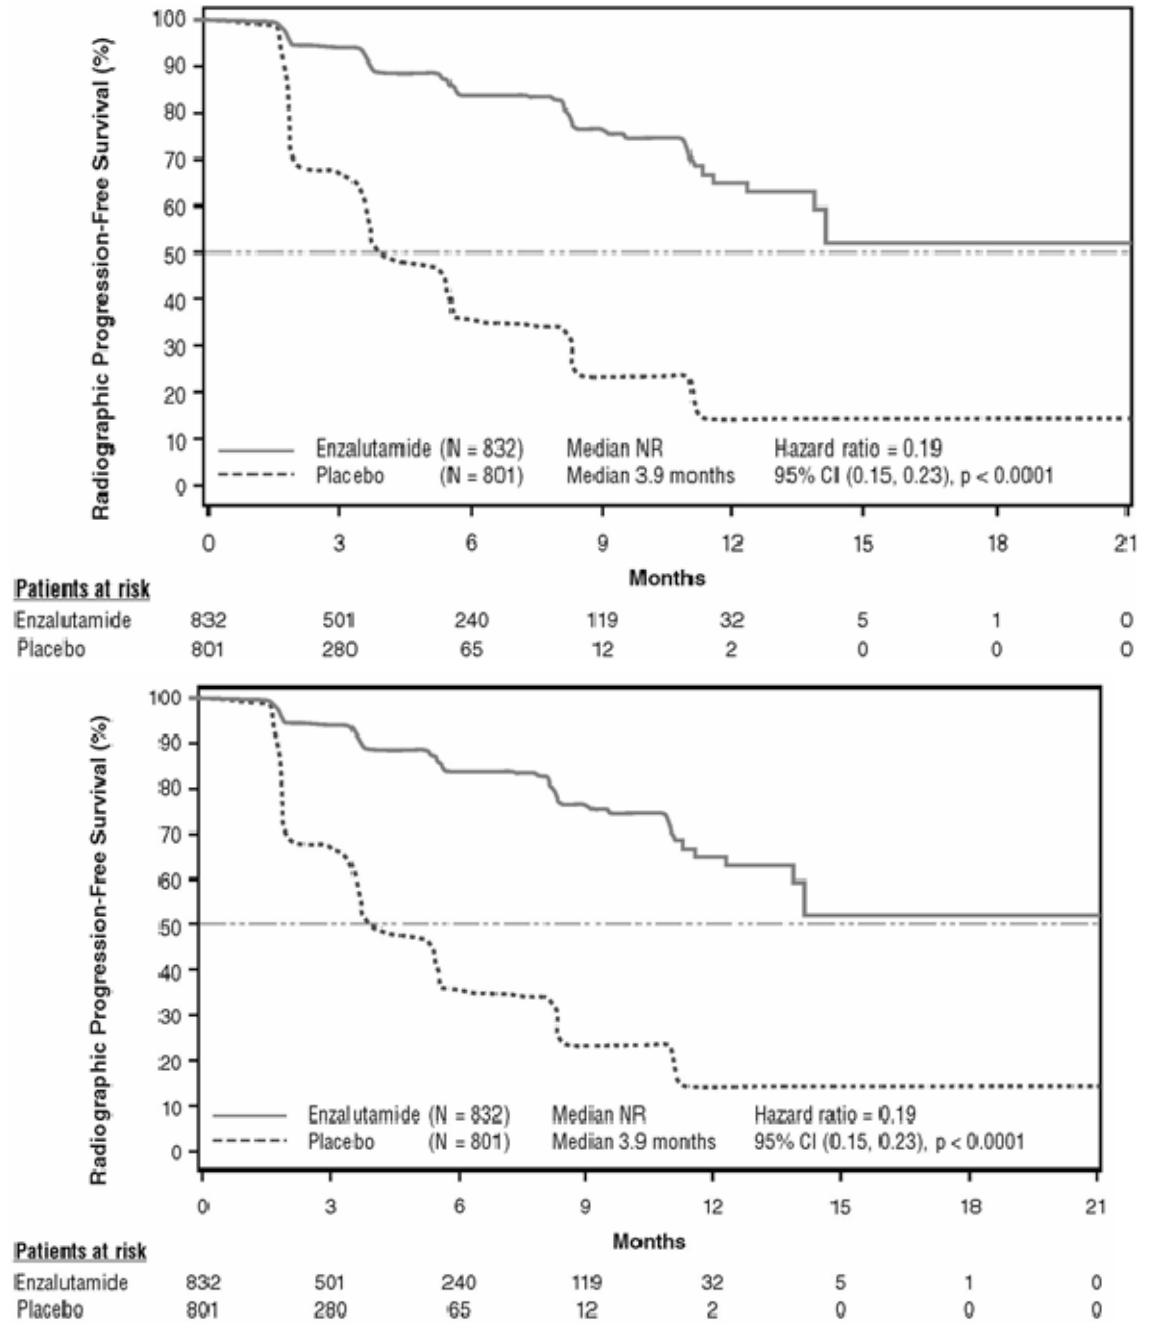 Radiographic Progression-Free Survival (%)
100
90
80
70
60
50
40
30
20
10
0
Enzalutamide (N = 832) Median NR Hazard ratio = 0.19
Placebo (N = 801) Median 3.9 months 95% CI (0.15, 0.23), p < 0.0001
0 3 6 9 12 15 18 21
Months
Patients at risk
Enzalutamide 832 501 240 119 32 5 1 0
Placebo 801 280 65 12 2 0 0 0
Radiographic Progression-Free Survival (%)
100
90
80
70
60
50
40
30
20
10
0
Enzalutamide (N = 832) Median NR Hazard ratio = 0.19
Placebo (N = 801) Median 3.9 months 95% CI (0.15, 0.23), p < 0.0001
0 3 6 9 12 15 18 21
Months
Patients at risk
Enzalutamide 832 501 240 119 32 5 1 0
Placebo 801 280 65 12 2 0 0 0